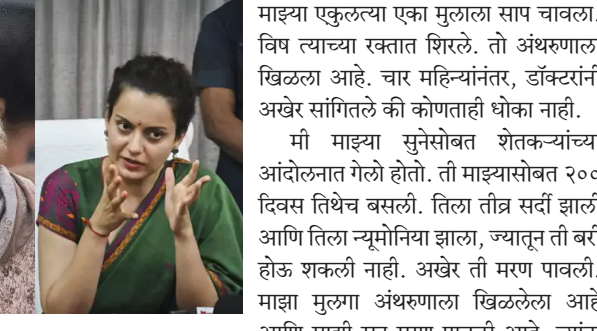 माझ्या एकुलत्या एका मुलाला साप चावला.
विष त्याच्या रक्तात शिरले. तो अंथरुणाला
खिळला आहे. चार महिन्यांनंतर, डॉक्टरांनी
अखेर सांगितले की कोणताही धोका नाही.
मी माझ्या सुनेसोबत शेतकऱ्यांच्या
आंदोलनात गेलो होतो. ती माझ्यासोबत २००
दिवस तिथेच बसली. तिला तीव्र सर्दी झाली
आणि तिला न्यूमोनिया झाला, ज्यातून ती बरी
होऊ शकली नाही. अखेर ती मरण पावली.
माझा मुलगा अंथरुणाला खिळलेला आहे